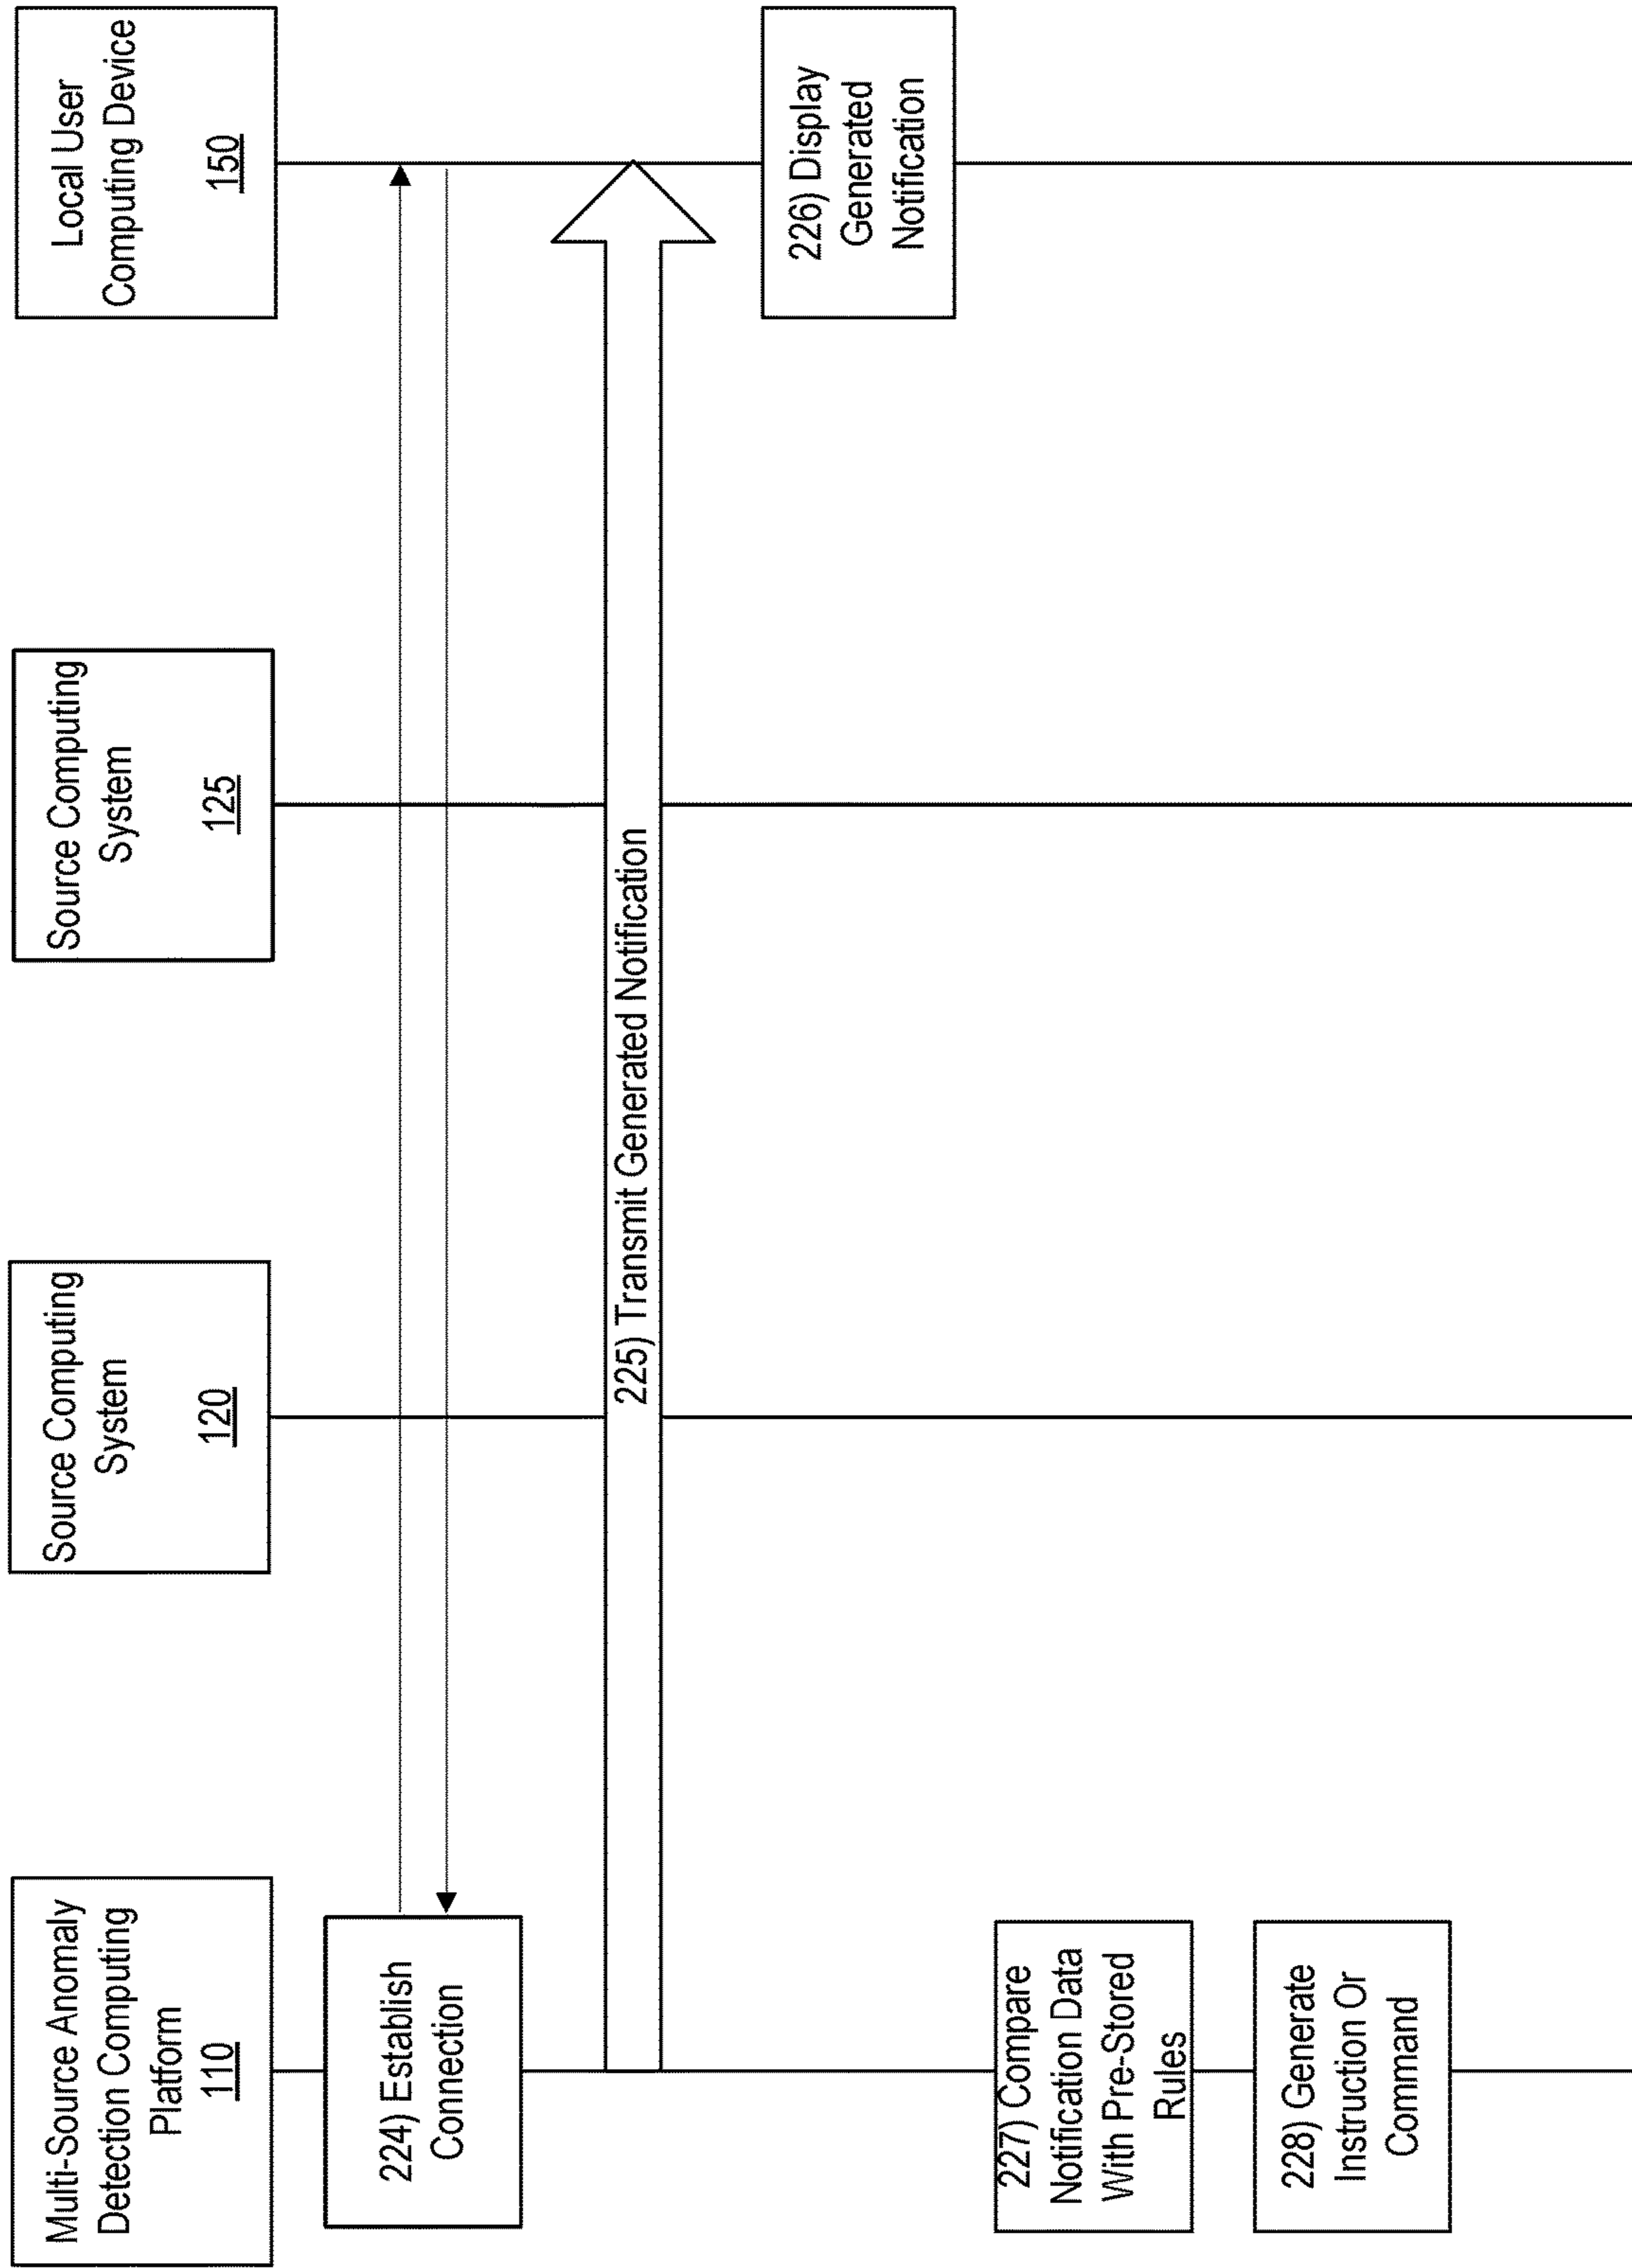 Multi-Source Anomaly
Detection Computing
Platform
110
Source Computing
System
120
Source Computing
System
125
Local User
Computing Device
150
224) Establish
Connection
225) Transmit Generated Notification
226) Display
Generated
Notification
227) Compare
Notification Data
With Pre-Stored
Rules
228) Generate
Instruction Or
Command